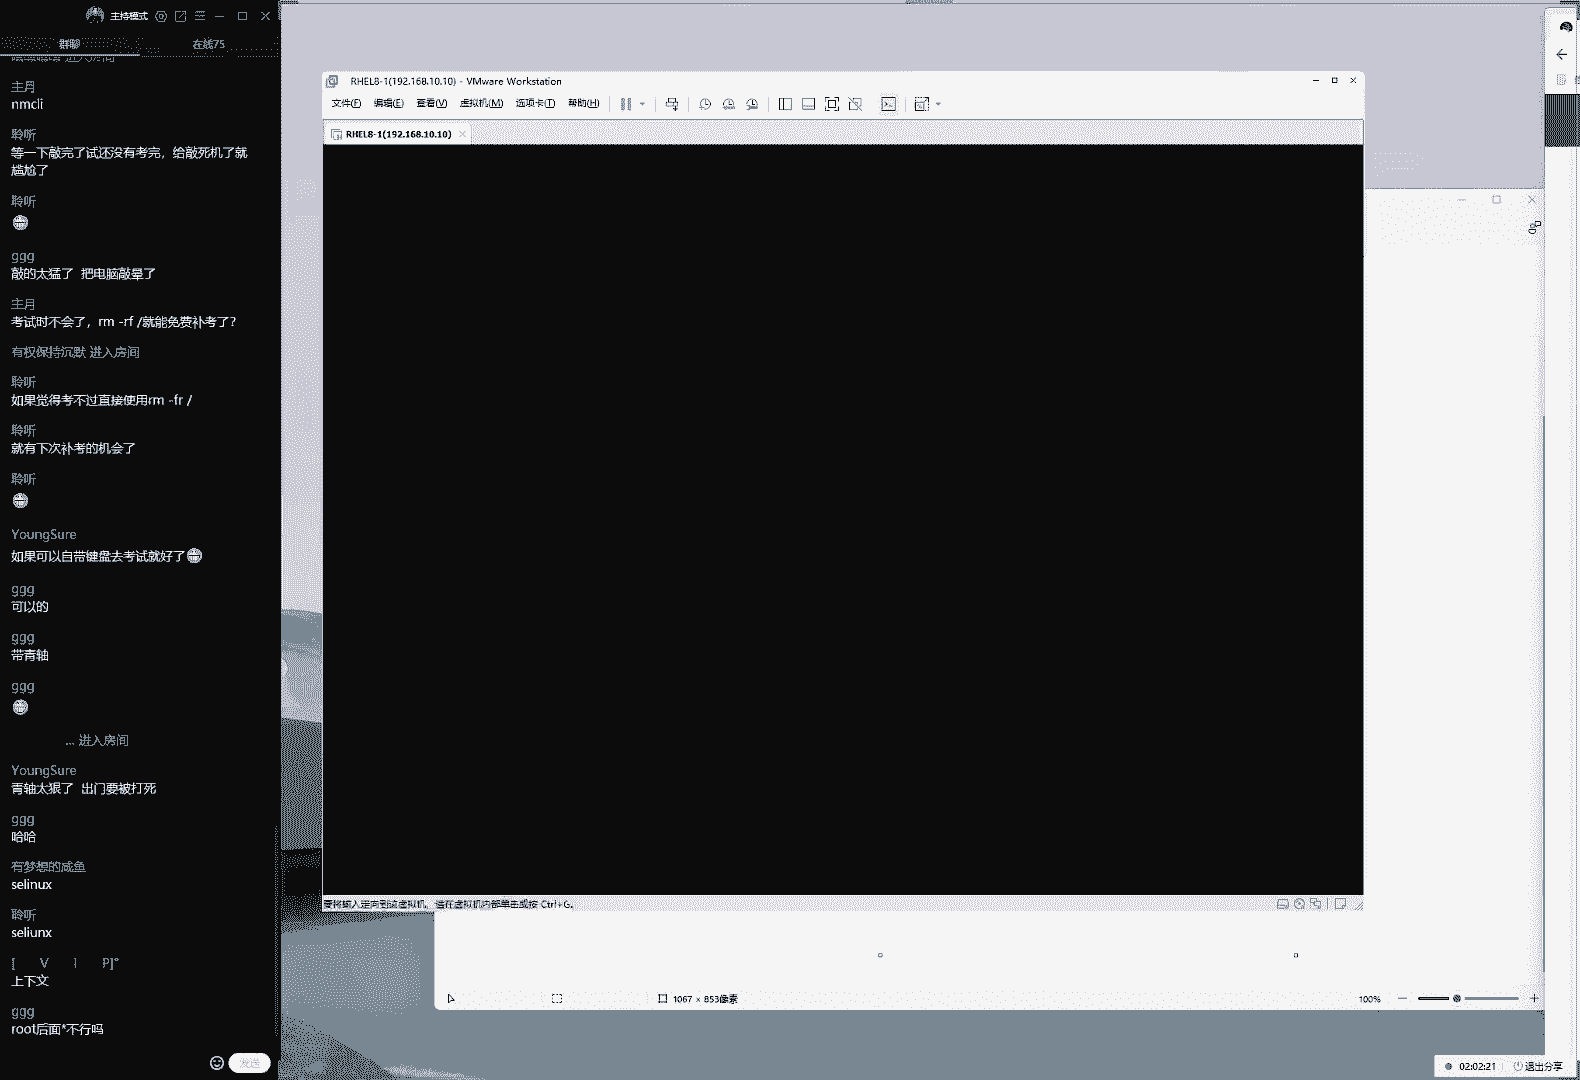 主持模式
群聊
在线75
主月
nmcli
聆听
等一下敲完了试还没有考完，给敲死机了就
尴尬了
聆听
ggg
敲的太猛了 把电脑敲晕了
主月
考试时不会了，rm -rf /就能免费补考了?
有权保持沉默 进入房间
聆听
如果觉得考不过直接使用rm -fr /
聆听
就有下次补考的机会了
聆听
YoungSure
如果可以自带键盘去考试就好了
ggg
可以的
ggg
带青轴
ggg
... 进入房间
YoungSure
青轴太狠了 出门要被打死
ggg
哈哈
有梦想的咸鱼
selinux
聆听
seliunx
上下文
ggg
root后面*不行吗
发送
RHEL8-1(192.168.10.10) - VMware Workstation
文件(F) 编辑(E) 查看(V) 虚拟机(M) 选项卡(T) 帮助(H)
RHEL8-1(192.168.10.10)
要将输入定向到该虚拟机，请在虚拟机内部单击或按 Ctrl+G。
1067 × 853像素
100%
02:02:21
退出分享